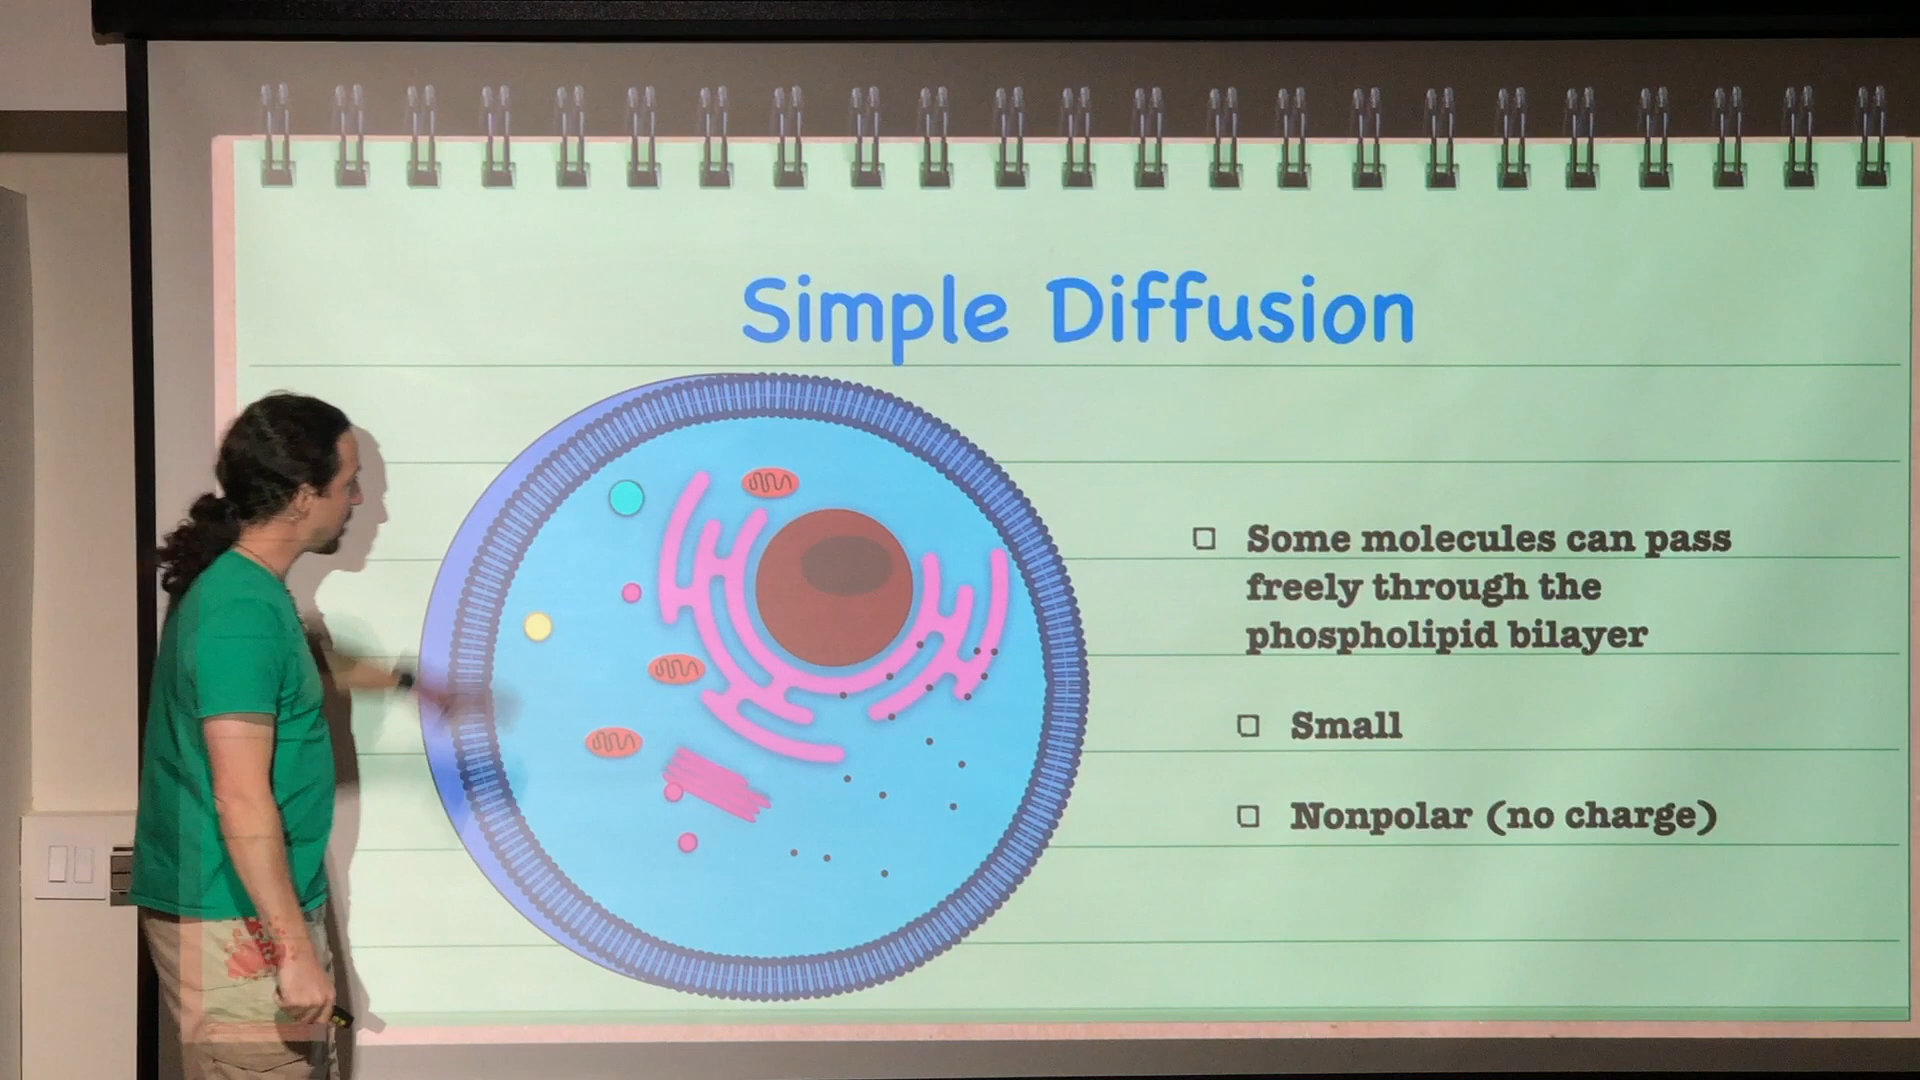 Simple Diffusion
Some molecules can pass
freely through the
phospholipid bilayer
Small
Nonpolar (no charge)